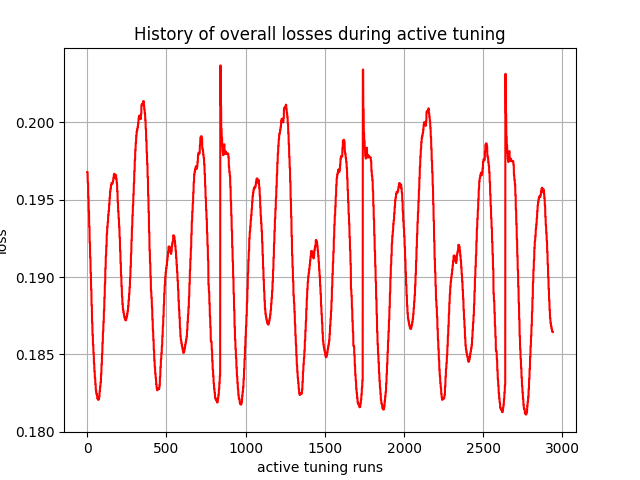 History of overall losses during active tuning
0.200
0.195
0.190
0.185
0.180
loss
0 500 1000 1500 2000 2500 3000
active tuning runs